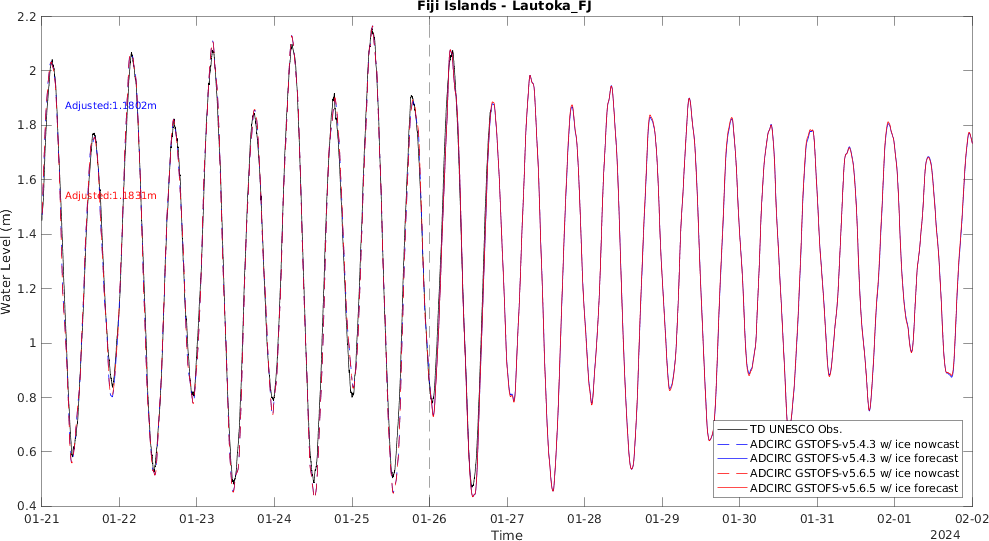 Fiji Islands - Lautoka_FJ
2.2
2
1.8
1.6
1.4
1.2
1
0.8
0.6
0.4
Water Level (m)
Adjusted:1.1802m
Adjusted:1.1831m
TD UNESCO Obs.
ADCIRC GSTOFS-v5.4.3 w/ ice nowcast
ADCIRC GSTOFS-v5.4.3 w/ ice forecast
ADCIRC GSTOFS-v5.6.5 w/ ice nowcast
ADCIRC GSTOFS-v5.6.5 w/ ice forecast
01-21 01-22 01-23 01-24 01-25 01-26 01-27 01-28 01-29 01-30 01-31 02-01 02-02
Time
2024